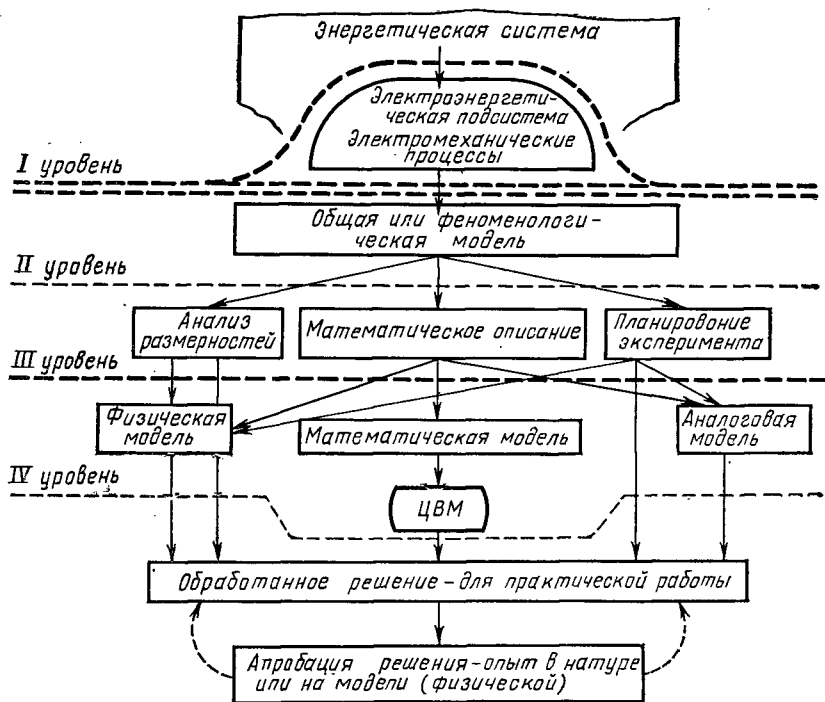 Энергетическая система
Электроэнергети-
ческая подсистема
Электромеханические
процессы
I уровень
Общая или феноменологи-
ческая модель
II уровень
Анализ
размерностей
Математическое описание
Планировоние
эксперимента
III уровень
Физическая
модель
Математическая модель
Аналоговая
модель
IV уровень
ЦВМ
Обработанное решение – для практической работы
Апробация решения – опыт в натуре
или на модели (физической)